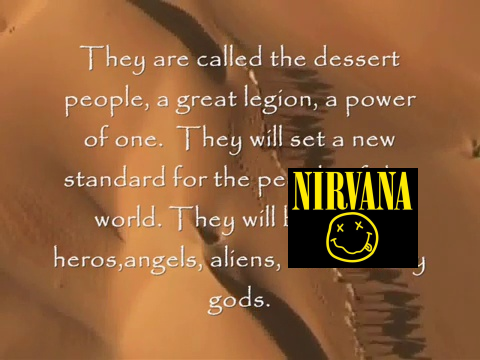 They are called the dessert
people, a great legion, a power
of one. They will set a new
standard for the
world. They will
heros,angels, aliens,
gods.
NIRVANA